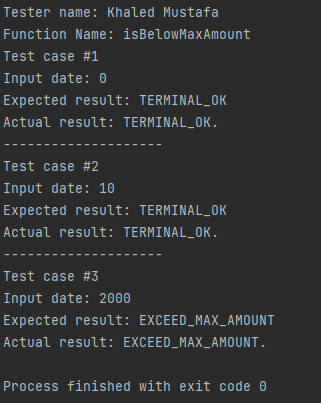 Tester name: Khaled Mustafa
Function Name: isBelowMaxAmount
Test case #1
Input date: 0
Expected result: TERMINAL_OK
Actual result: TERMINAL_OK.
--------------------
Test case #2
Input date: 10
Expected result: TERMINAL_OK
Actual result: TERMINAL_OK.
--------------------
Test case #3
Input date: 2000
Expected result: EXCEED_MAX_AMOUNT
Actual result: EXCEED_MAX_AMOUNT.
Process finished with exit code 0